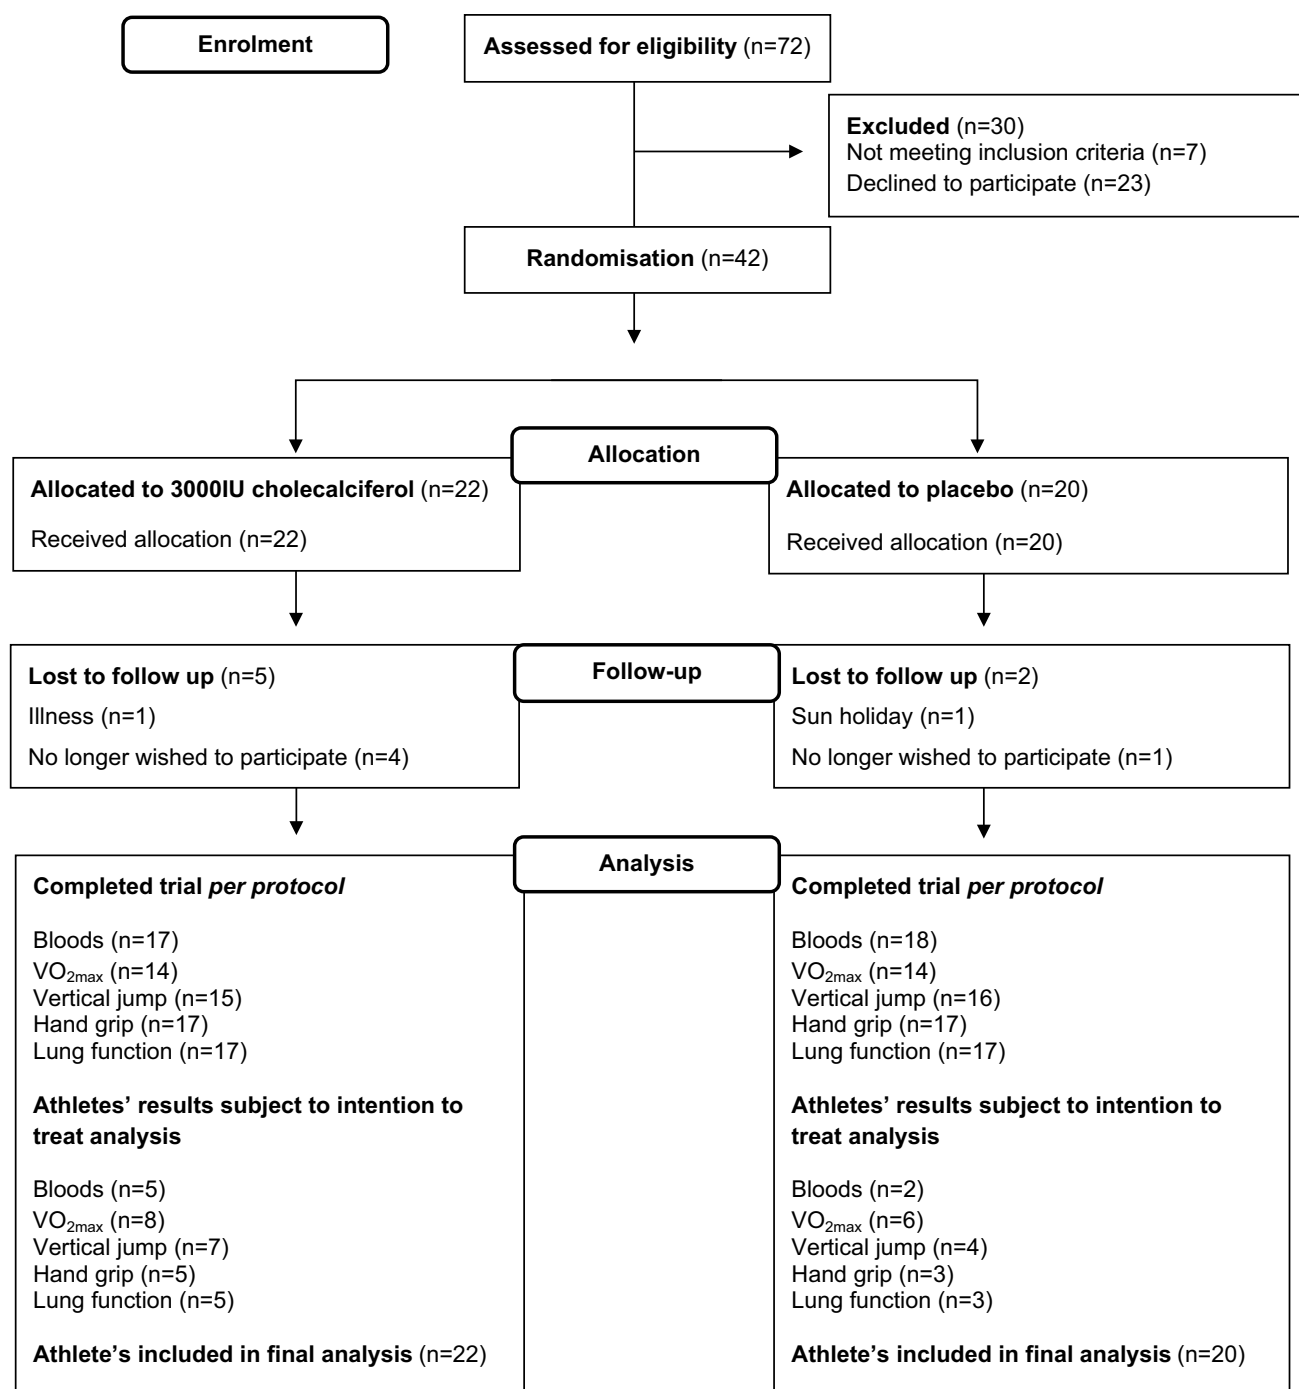 Enrolment
Assessed for eligibility (n=72)
Excluded (n=30)
Not meeting inclusion criteria (n=7)
Declined to participate (n=23)
Randomisation (n=42)
Allocation
Allocated to 3000IU cholecalciferol (n=22)
Received allocation (n=22)
Allocated to placebo (n=20)
Received allocation (n=20)
Follow-up
Lost to follow up (n=5)
Illness (n=1)
No longer wished to participate (n=4)
Lost to follow up (n=2)
Sun holiday (n=1)
No longer wished to participate (n=1)
Analysis
Completed trial per protocol
Bloods (n=17)
VO2max (n=14)
Vertical jump (n=15)
Hand grip (n=17)
Lung function (n=17)
Athletes’ results subject to intention to
treat analysis
Bloods (n=5)
VO2max (n=8)
Vertical jump (n=7)
Hand grip (n=5)
Lung function (n=5)
Athlete’s included in final analysis (n=22)
Completed trial per protocol
Bloods (n=18)
VO2max (n=14)
Vertical jump (n=16)
Hand grip (n=17)
Lung function (n=17)
Athletes’ results subject to intention to
treat analysis
Bloods (n=2)
VO2max (n=6)
Vertical jump (n=4)
Hand grip (n=3)
Lung function (n=3)
Athlete’s included in final analysis (n=20)